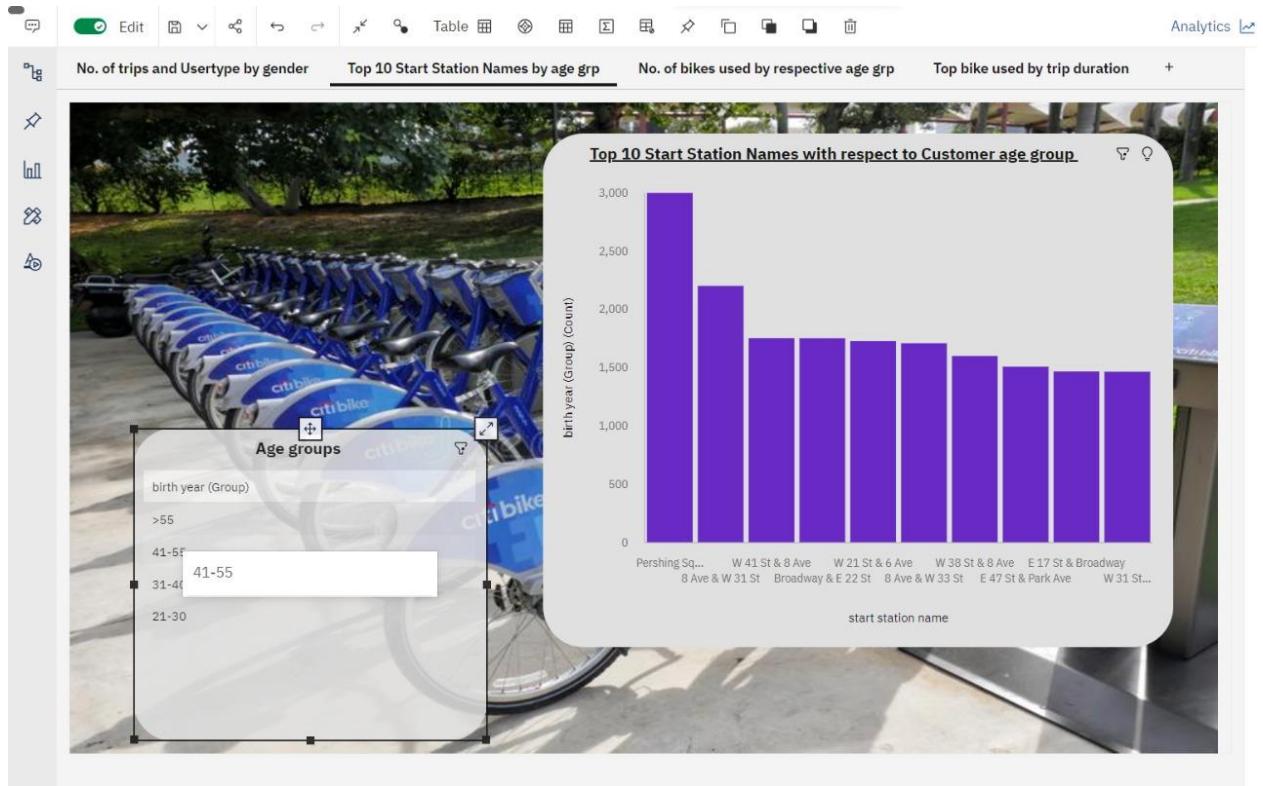 Edit
Table
Analytics
No. of trips and Usertype by gender
Top 10 Start Station Names by age grp
No. of bikes used by respective age grp
Top bike used by trip duration
+
Top 10 Start Station Names with respect to Customer age group
3,000
2,500
2,000
1,500
1,000
500
0
birth year (Group) (Count)
Pershing Sq... W 41 St & 8 Ave W 21 St & 6 Ave W 38 St & 8 Ave E 17 St & Broadway
8 Ave & W 31 St Broadway & E 22 St 8 Ave & W 33 St E 47 St & Park Ave W 31 St...
start station name
citibike
citibike
citibike
citibike
Age groups
birth year (Group)
>55
41-55
41-55
31-40
21-30